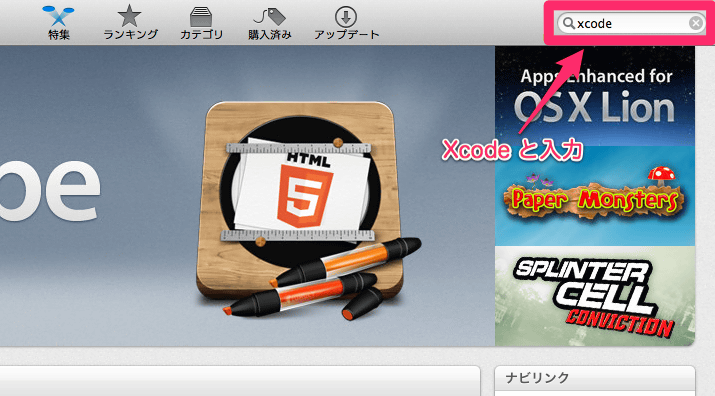 特集
ランキング
カテゴリ
購入済み
アップデート
xcode
Xcode と入力
Apps Enhanced for
OS X Lion
HTML
5
Paper Monsters
SPLINTER
CELL
CONVICTION
ナビリンク